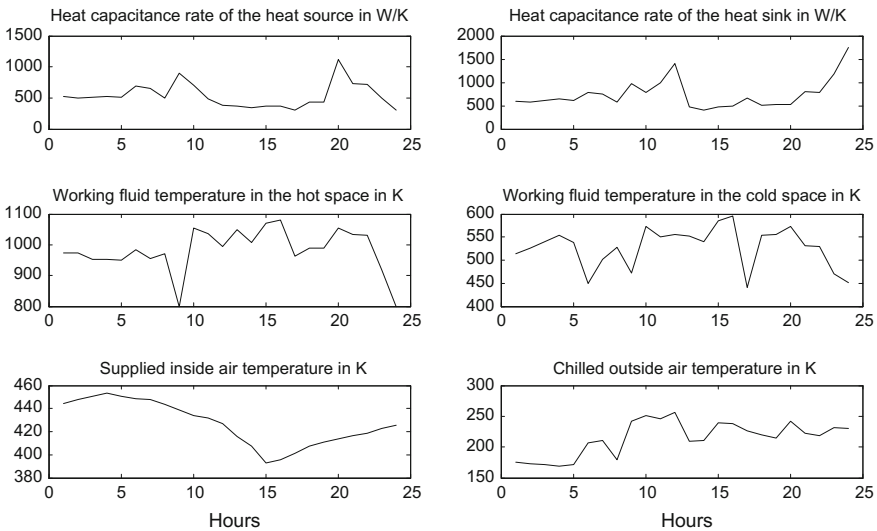 Heat capacitance rate of the heat source in W/K
1500
1000
500
0
0 5 10 15 20 25
Heat capacitance rate of the heat sink in W/K
2000
1500
1000
500
0
0 5 10 15 20 25
Working fluid temperature in the hot space in K
1100
1000
900
800
0 5 10 15 20 25
Working fluid temperature in the cold space in K
600
550
500
450
400
0 5 10 15 20 25
Supplied inside air temperature in K
460
440
420
400
380
0 5 10 15 20 25
Hours
Chilled outside air temperature in K
300
250
200
150
0 5 10 15 20 25
Hours